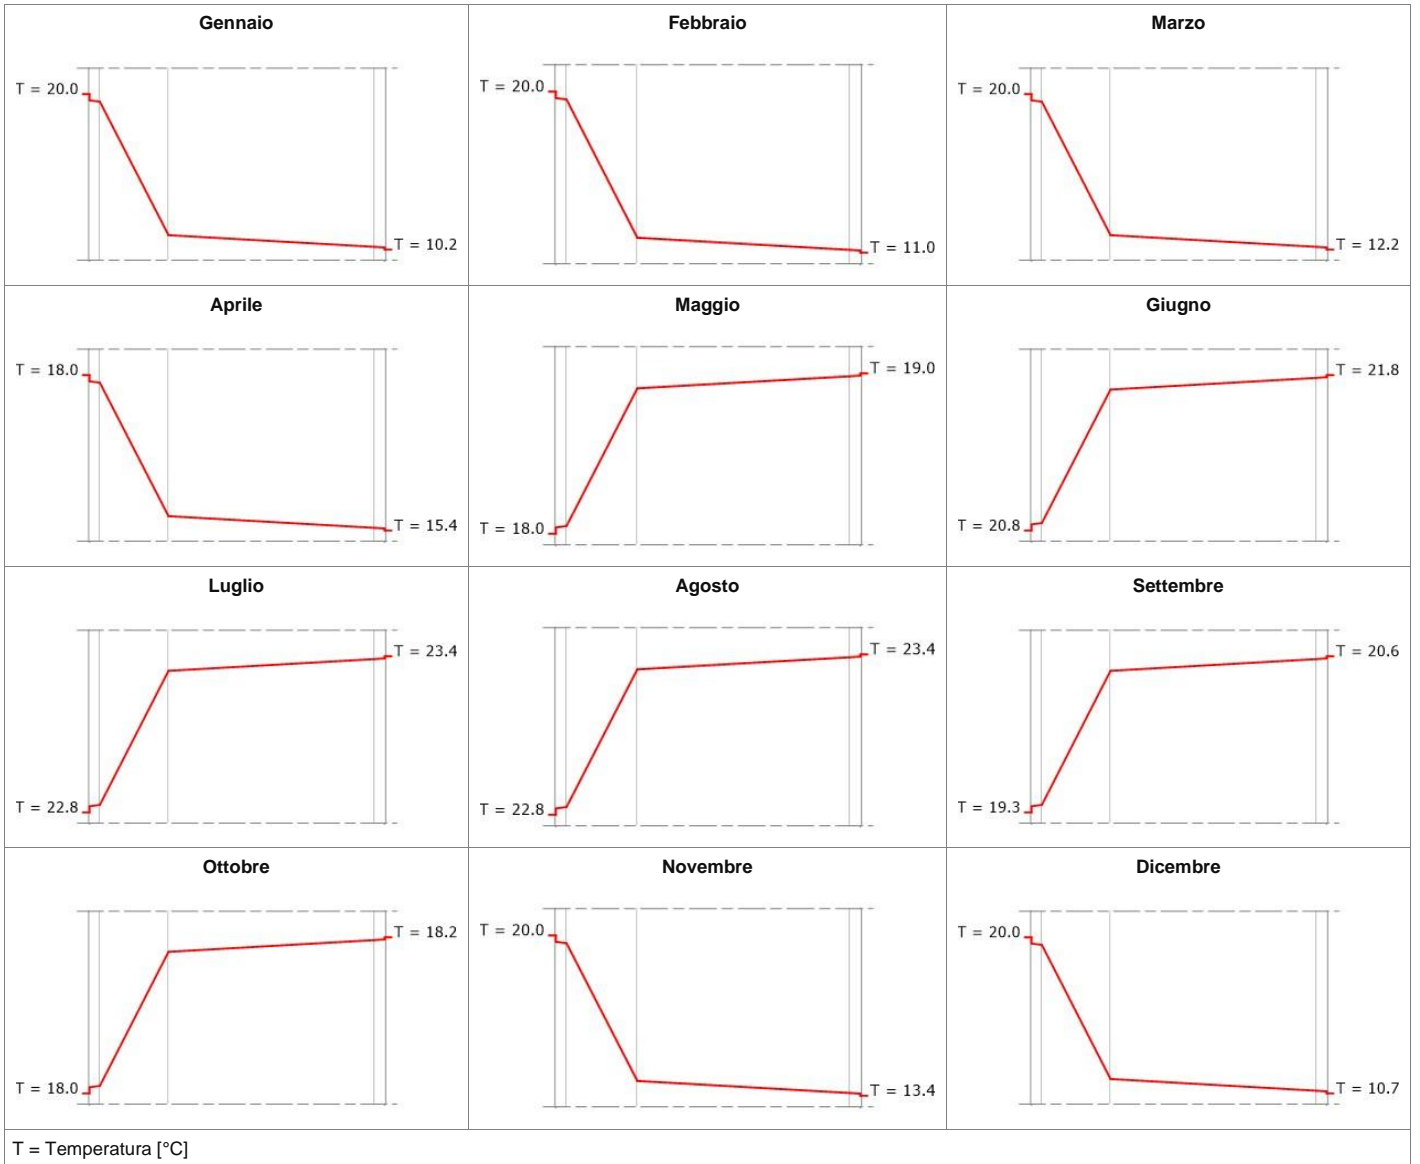 Gennaio
Febbraio
Marzo
T = 20.0
T = 10.2
T = 20.0
T = 11.0
T = 20.0
T = 12.2
Aprile
Maggio
Giugno
T = 18.0
T = 15.4
T = 19.0
T = 18.0
T = 21.8
T = 20.8
Luglio
Agosto
Settembre
T = 23.4
T = 22.8
T = 23.4
T = 22.8
T = 20.6
T = 19.3
Ottobre
Novembre
Dicembre
T = 18.2
T = 18.0
T = 20.0
T = 13.4
T = 20.0
T = 10.7
T = Temperatura [°C]